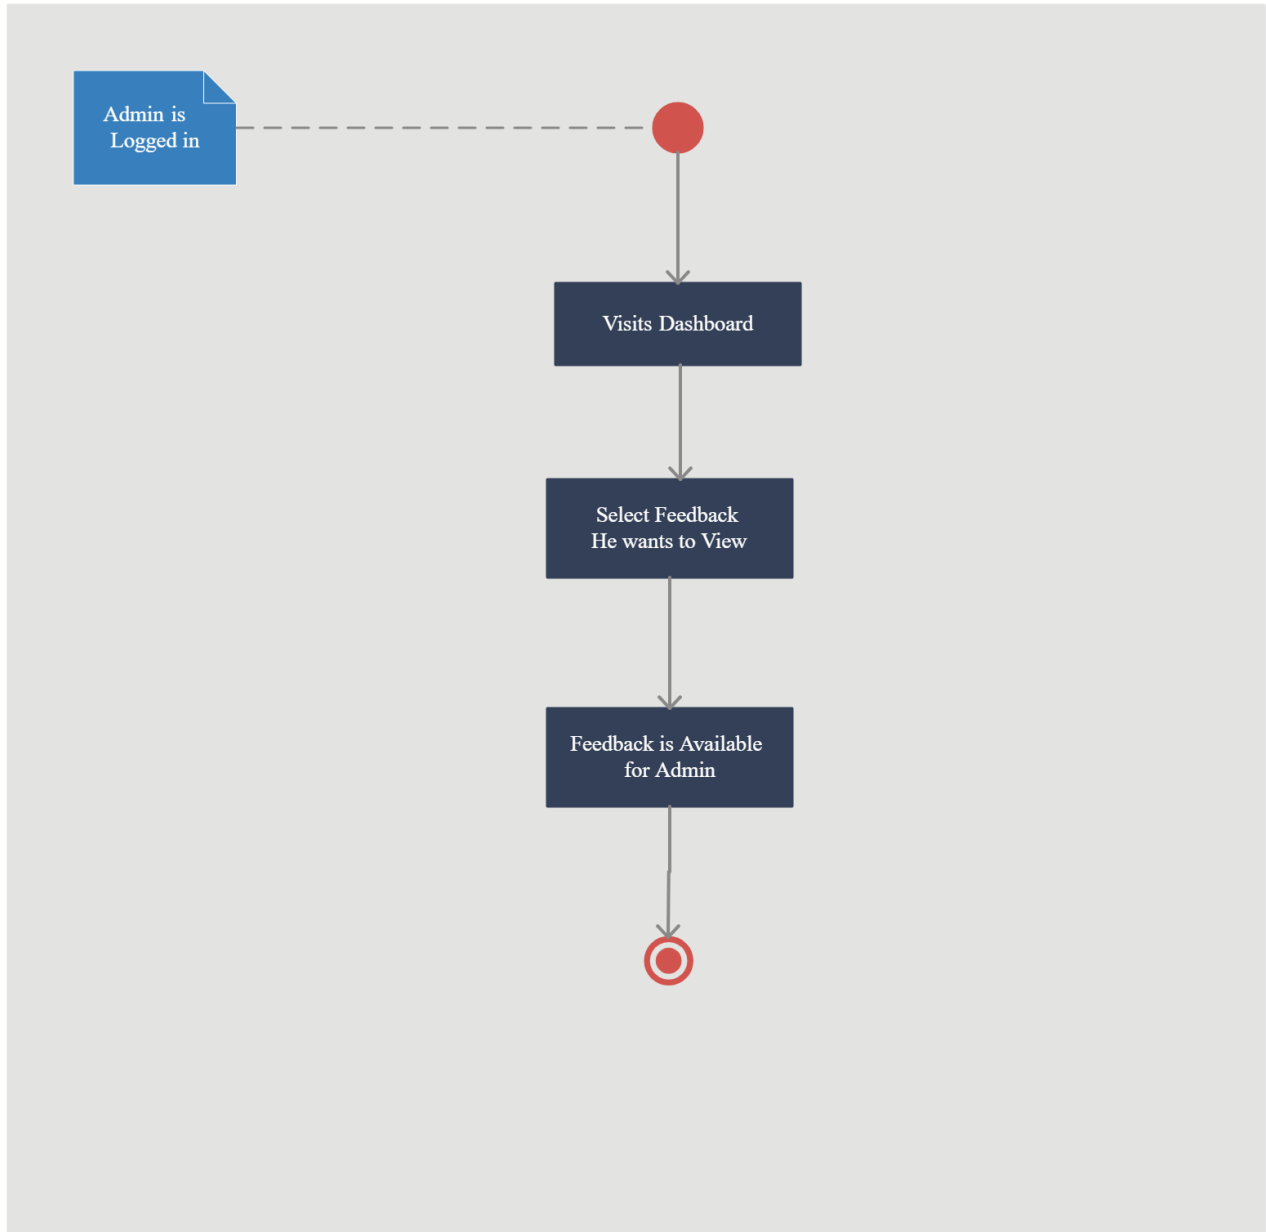 Admin is
Logged in
Visits Dashboard
Select Feedback
He wants to View
Feedback is Available
for Admin